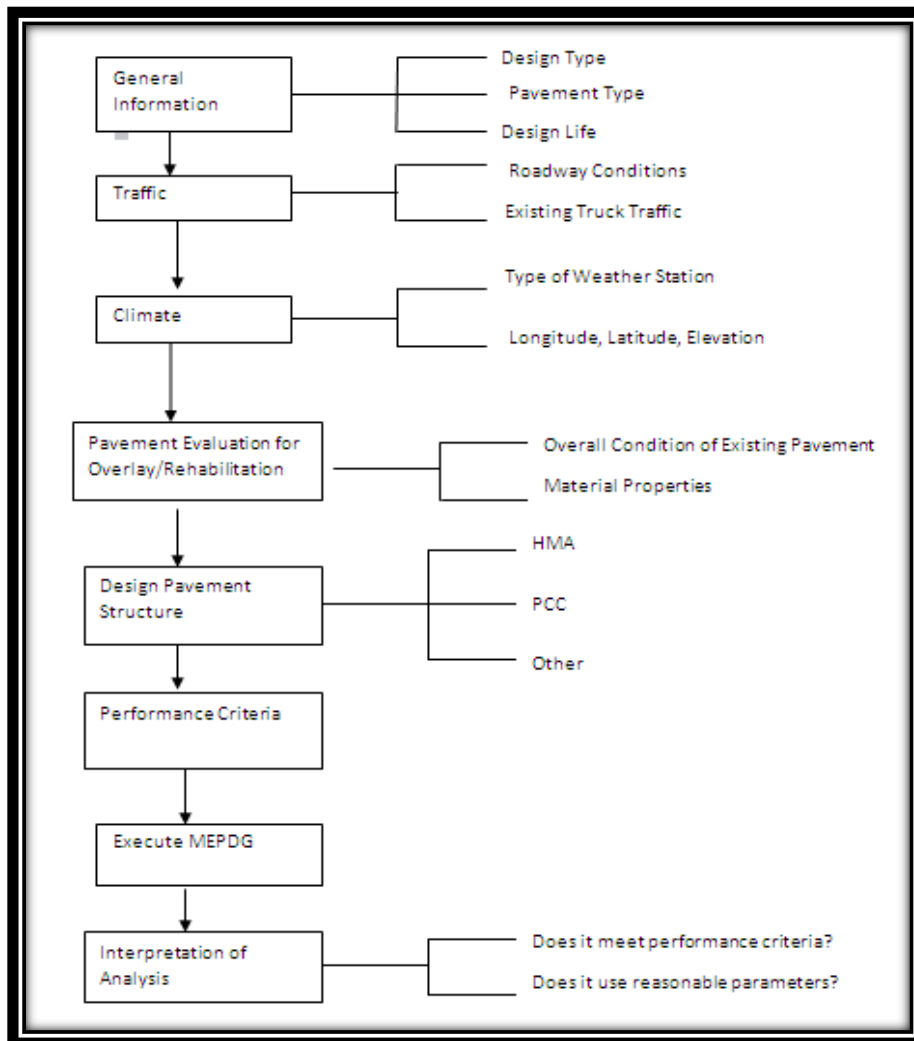 General
Information
Design Type
Pavement Type
Design Life
Traffic
Roadway Conditions
Existing Truck Traffic
Climate
Type of Weather Station
Longitude, Latitude, Elevation
Pavement Evaluation for
Overlay/Rehabilitation
Overall Condition of Existing Pavement
Material Properties
Design Pavement
Structure
HMA
PCC
Other
Performance Criteria
Execute MEPDG
Interpretation of
Analysis
Does it meet performance criteria?
Does it use reasonable parameters?